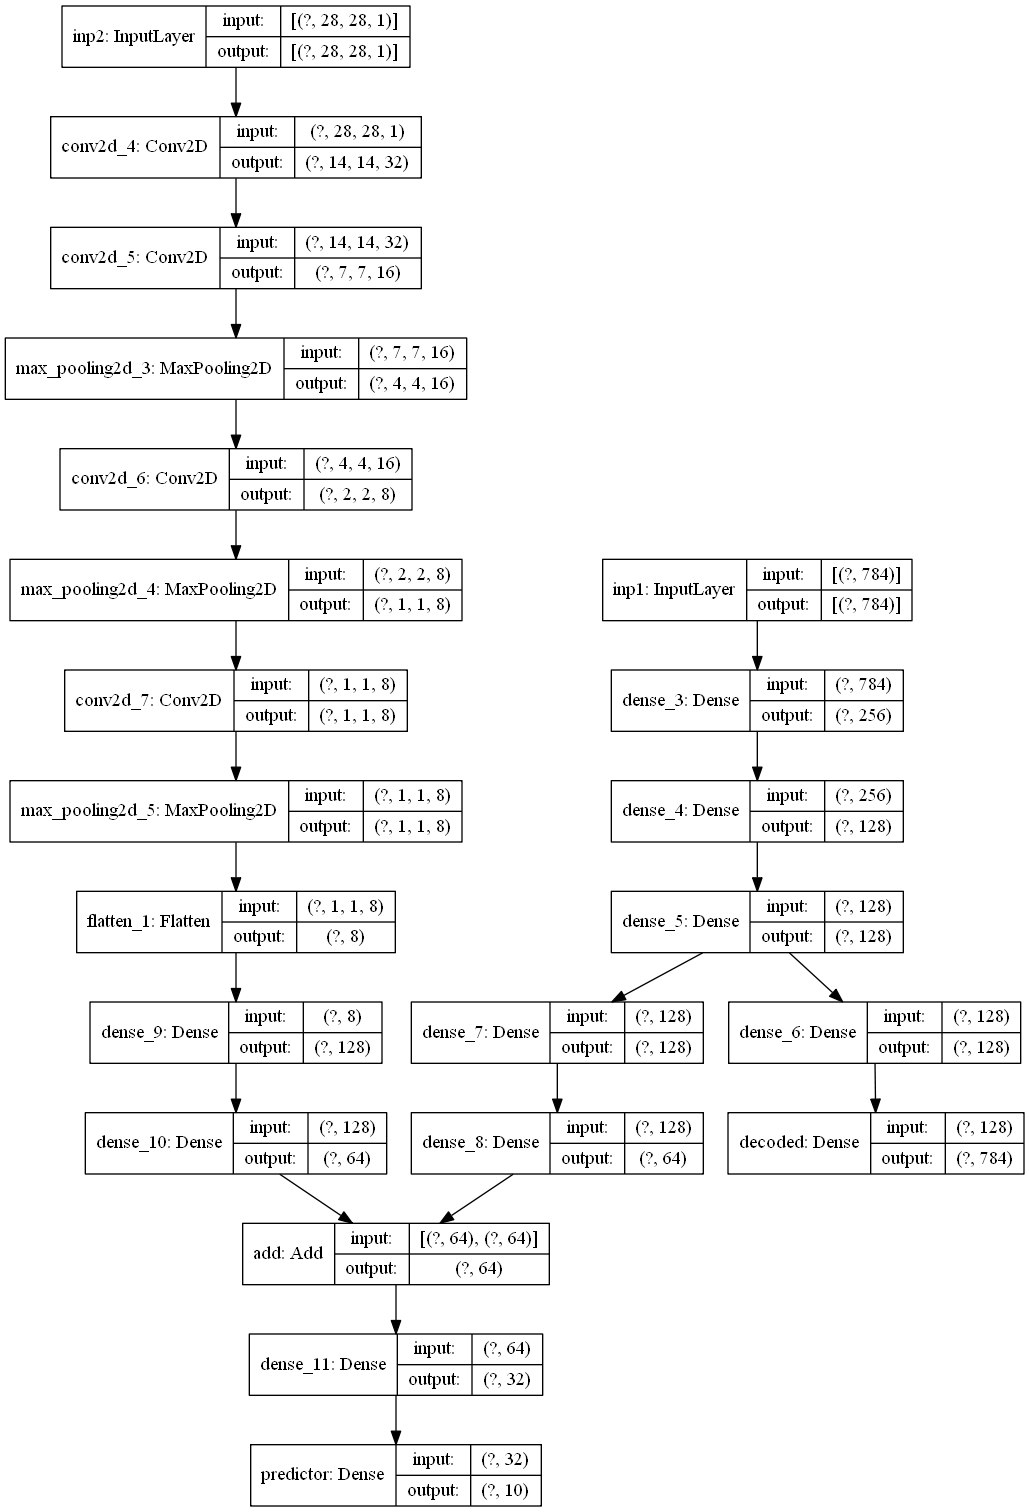 inp2: InputLayer
input: [(?, 28, 28, 1)]
output: [(?, 28, 28, 1)]
conv2d_4: Conv2D
input: (?, 28, 28, 1)
output: (?, 14, 14, 32)
conv2d_5: Conv2D
input: (?, 14, 14, 32)
output: (?, 7, 7, 16)
max_pooling2d_3: MaxPooling2D
input: (?, 7, 7, 16)
output: (?, 4, 4, 16)
conv2d_6: Conv2D
input: (?, 4, 4, 16)
output: (?, 2, 2, 8)
max_pooling2d_4: MaxPooling2D
input: (?, 2, 2, 8)
output: (?, 1, 1, 8)
inp1: InputLayer
input: [(?, 784)]
output: [(?, 784)]
conv2d_7: Conv2D
input: (?, 1, 1, 8)
output: (?, 1, 1, 8)
dense_3: Dense
input: (?, 784)
output: (?, 256)
max_pooling2d_5: MaxPooling2D
input: (?, 1, 1, 8)
output: (?, 1, 1, 8)
dense_4: Dense
input: (?, 256)
output: (?, 128)
flatten_1: Flatten
input: (?, 1, 1, 8)
output: (?, 8)
dense_5: Dense
input: (?, 128)
output: (?, 128)
dense_9: Dense
input: (?, 8)
output: (?, 128)
dense_7: Dense
input: (?, 128)
output: (?, 128)
dense_6: Dense
input: (?, 128)
output: (?, 128)
dense_10: Dense
input: (?, 128)
output: (?, 64)
dense_8: Dense
input: (?, 128)
output: (?, 64)
decoded: Dense
input: (?, 128)
output: (?, 784)
add: Add
input: [(?, 64), (?, 64)]
output: (?, 64)
dense_11: Dense
input: (?, 64)
output: (?, 32)
predictor: Dense
input: (?, 32)
output: (?, 10)